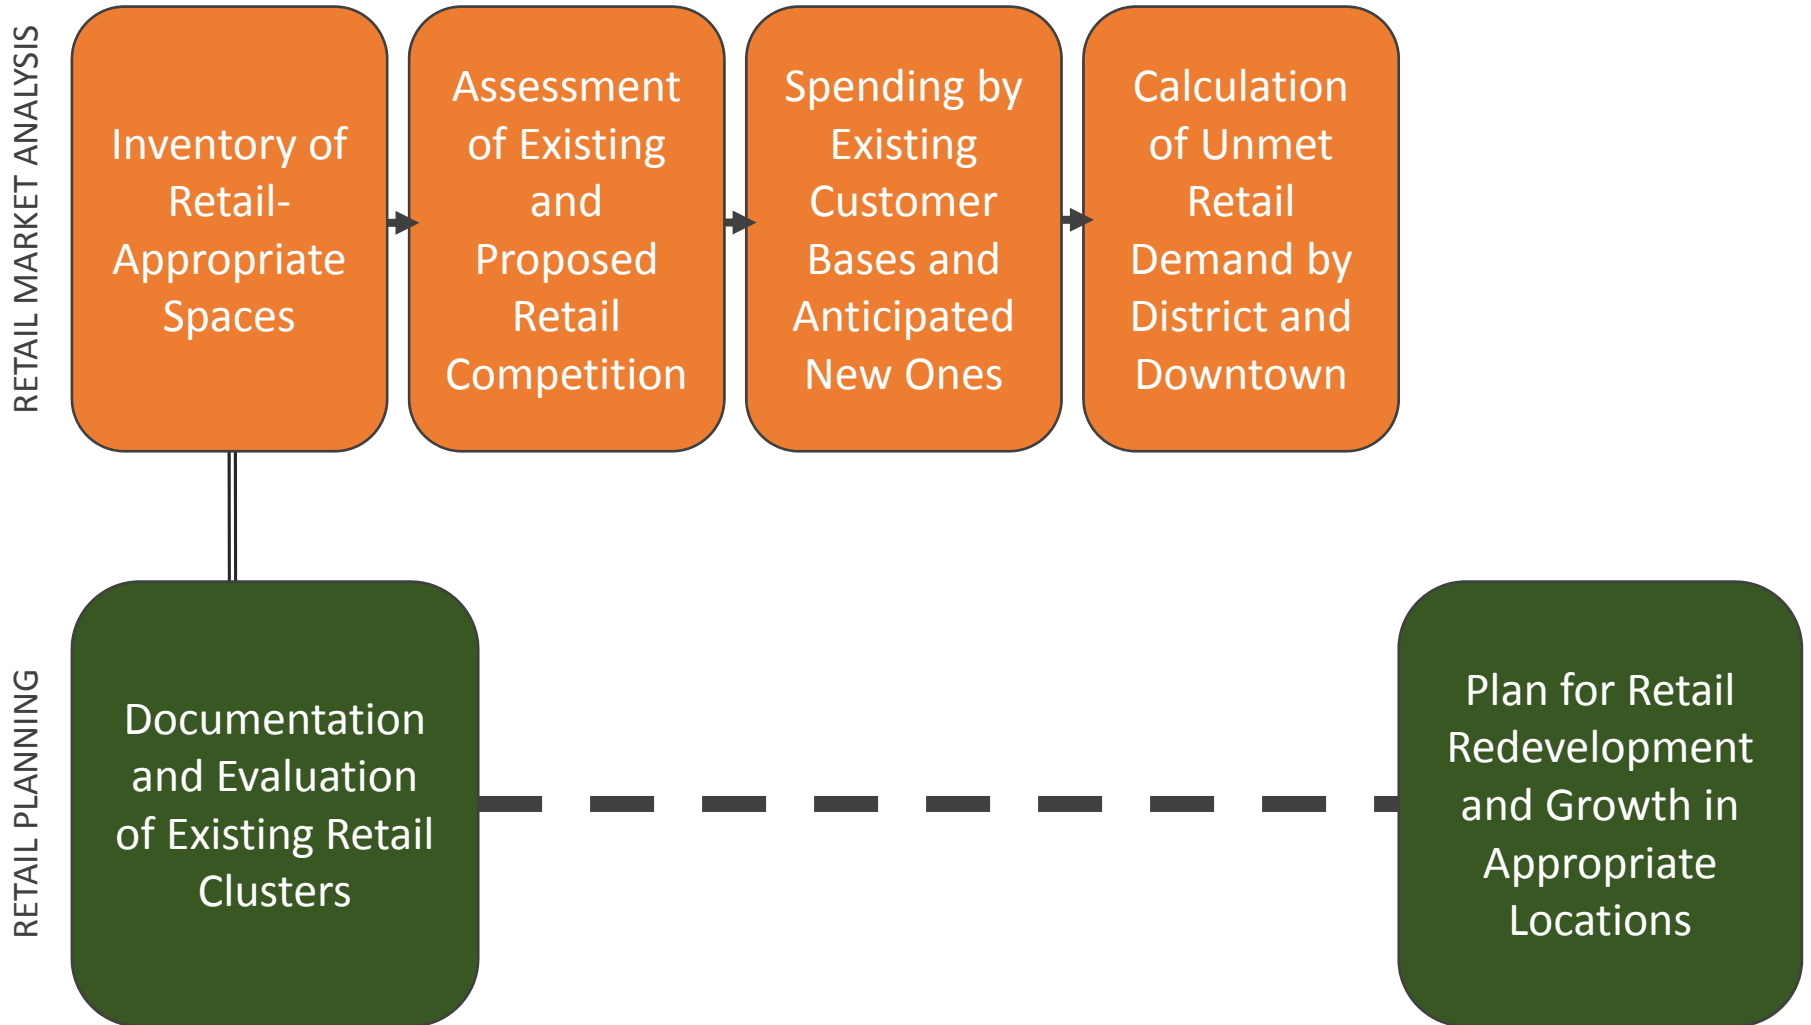 RETAIL MARKET ANALYSIS
Inventory of
Retail-
Appropriate
Spaces
Assessment
of Existing
and
Proposed
Retail
Competition
Spending by
Existing
Customer
Bases and
Anticipated
New Ones
Calculation
of Unmet
Retail
Demand by
District and
Downtown
RETAIL PLANNING
Documentation
and Evaluation
of Existing Retail
Clusters
Plan for Retail
Redevelopment
and Growth in
Appropriate
Locations